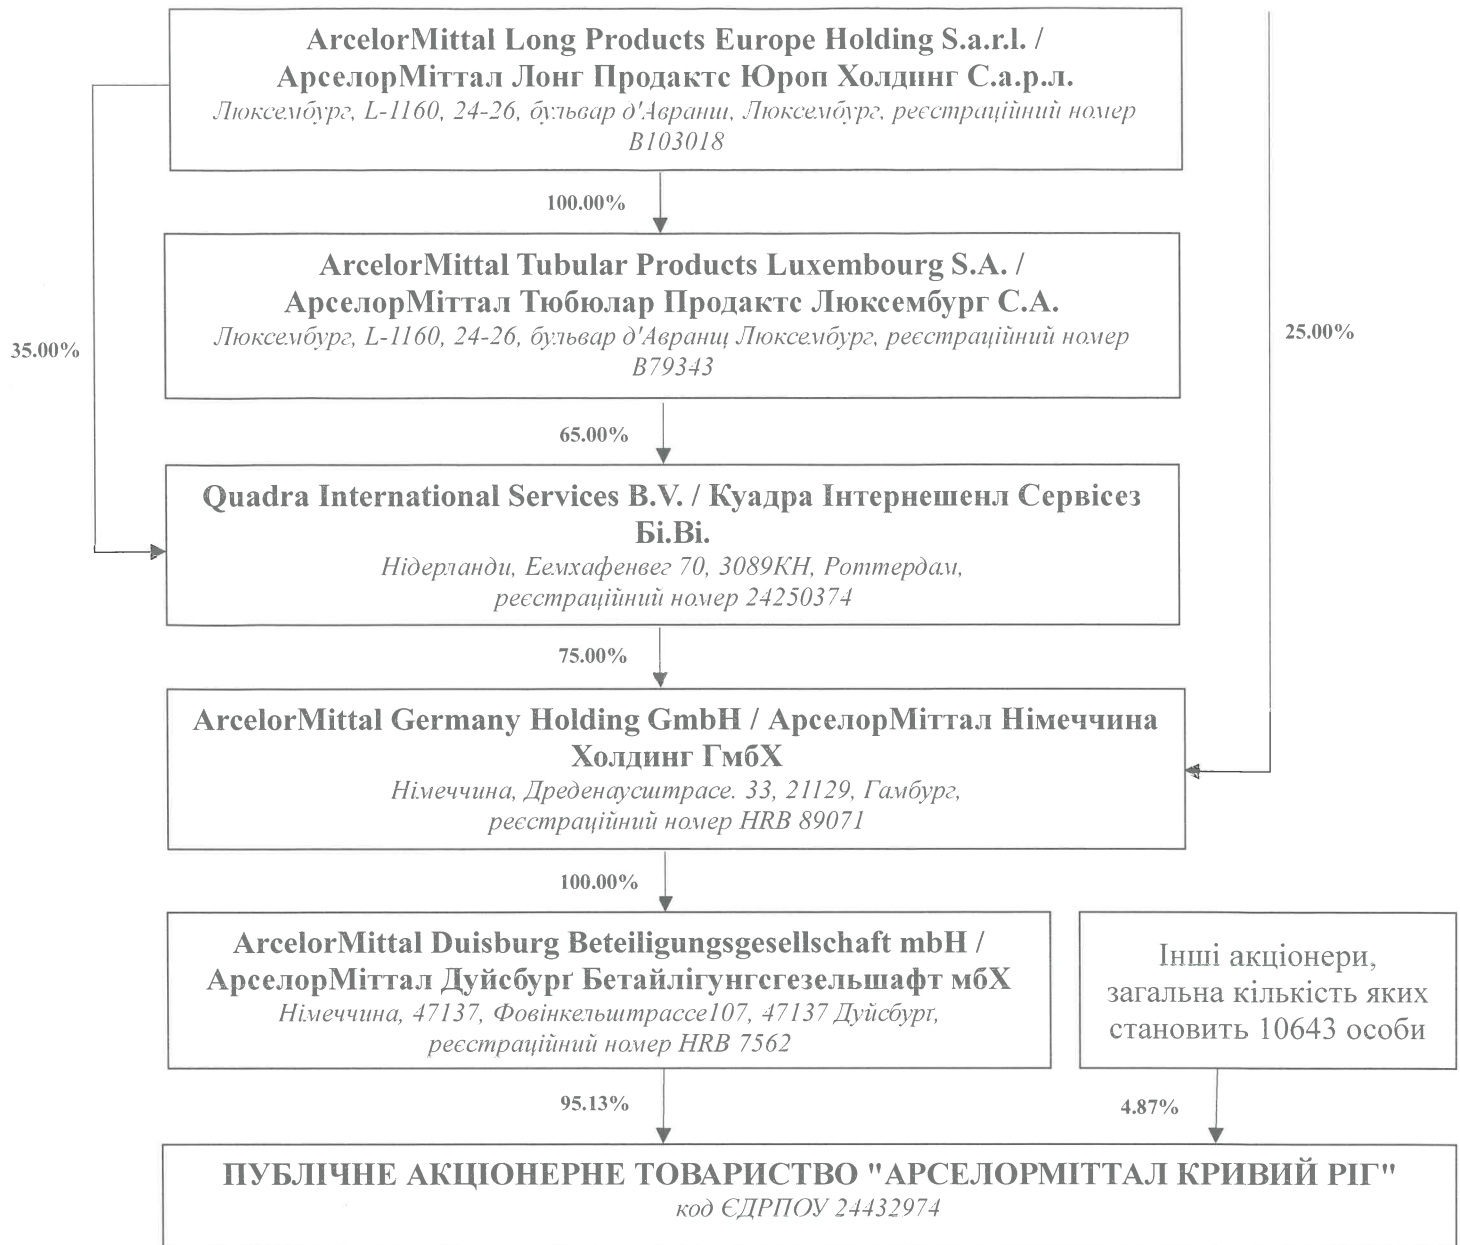 ArcelorMittal Long Products Europe Holding S.a.r.l. /
АрселорМіттал Лонг Продактс Юроп Холдинг С.а.р.л.
Люксембург, L-1160, 24-26, бульвар д'Авранш, Люксембург, реєстраційний номер
B103018
100.00%
ArcelorMittal Tubular Products Luxembourg S.A. /
АрселорМіттал Тюбюлар Продактс Люксембург С.А.
Люксембург, L-1160, 24-26, бульвар д'Авранщ Люксембург, реєстраційний номер
B79343
35.00%
25.00%
65.00%
Quadra International Services B.V. / Куадра Інтернешенл Сервісез
Бі.Ві.
Нідерланди, Еемхафенвег 70, 3089КН, Роттердам,
реєстраційний номер 24250374
75.00%
ArcelorMittal Germany Holding GmbH / АрселорМіттал Німеччина
Холдинг ГмбХ
Німеччина, Дреденаусштрасе. 33, 21129, Гамбург,
реєстраційний номер HRB 89071
100.00%
ArcelorMittal Duisburg Beteiligungsgesellschaft mbH /
АрселорМіттал Дуйсбурґ Бетайліґунгсгезельшафт мбХ
Німеччина, 47137, Фовінкельштрассе107, 47137 Дуйсбурґ,
реєстраційний номер HRB 7562
Інші акціонери,
загальна кількість яких
становить 10643 особи
95.13%
4.87%
ПУБЛІЧНЕ АКЦІОНЕРНЕ ТОВАРИСТВО "АРСЕЛОРМІТТАЛ КРИВИЙ РІГ"
код ЄДРПОУ 24432974